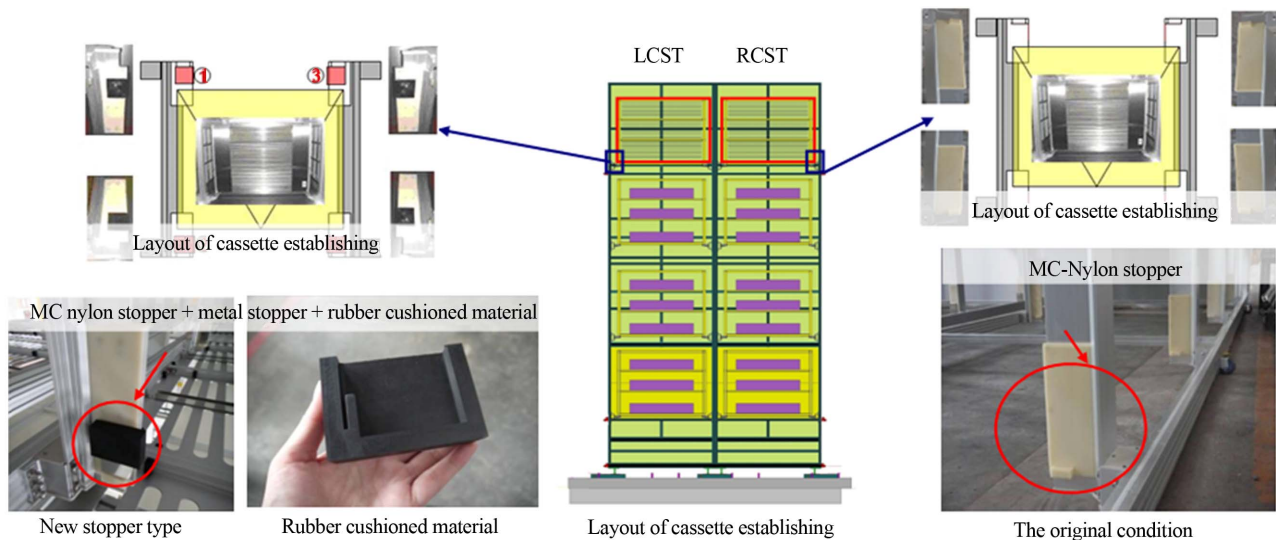 LCST
RCST
①
③
Layout of cassette establishing
Layout of cassette establishing
MC nylon stopper + metal stopper + rubber cushioned material
MC-Nylon stopper
New stopper type
Rubber cushioned material
Layout of cassette establishing
The original condition